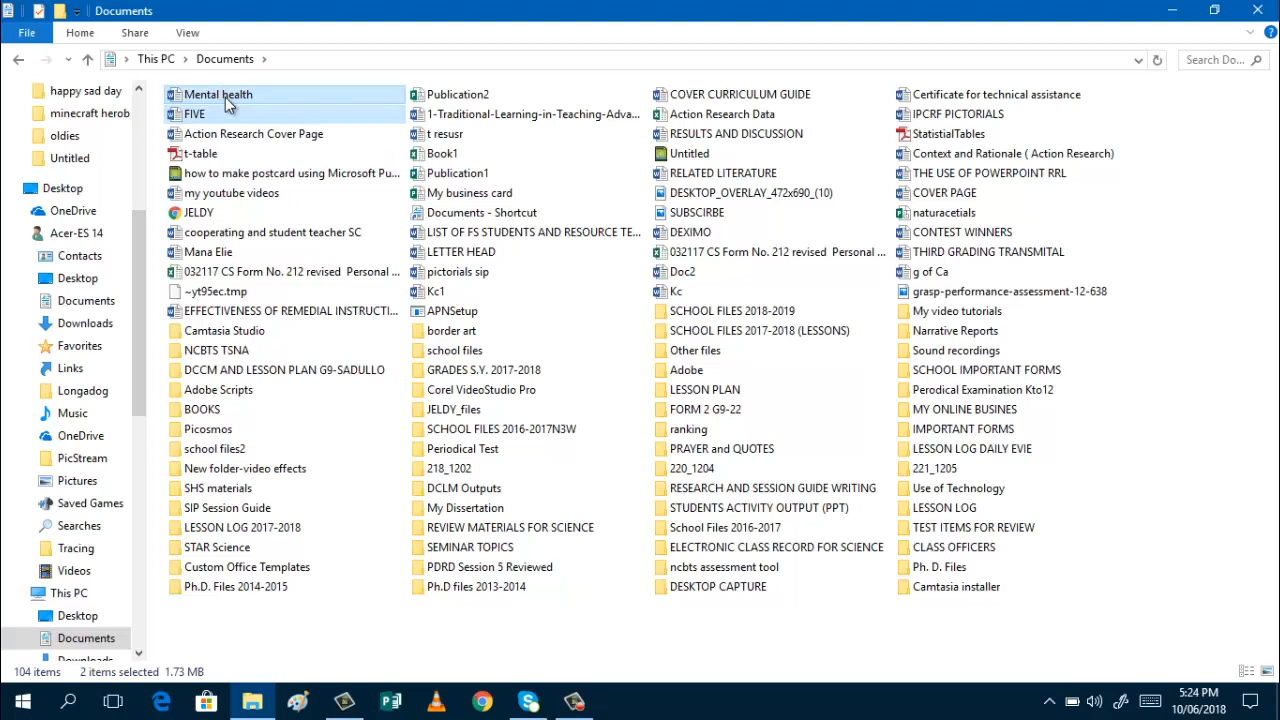 Documents
File Home Share View
This PC Documents
Search Do...
happy sad day
minecraft herob
oldies
Untitled
Desktop
OneDrive
Acer-ES 14
Contacts
Desktop
Documents
Downloads
Favorites
Links
Longadog
Music
OneDrive
PicStream
Pictures
Saved Games
Searches
Tracing
Videos
This PC
Desktop
Documents
Downloads
Mental health
FIVE
Action Research Cover Page
t-table
how to make postcard using Microsoft Pu...
my youtube videos
JELDY
cooperating and student teacher SC
Mana Elie
032117 CS Form No. 212 revised Personal ...
~yt95ec.tmp
EFFECTIVENESS OF REMEDIAL INSTRUCTI...
Camtasia Studio
NCBTS TSNA
DCCM AND LESSON PLAN G9-SADULLO
Adobe Scripts
BOOKS
Picosmos
school files2
New folder-video effects
SHS materials
SIP Session Guide
LESSON LOG 2017-2018
STAR Science
Custom Office Templates
Ph.D. Files 2014-2015
Publication2
1-Traditional-Learning-in-Teaching-Adva...
t resusr
Book1
Publication1
My business card
Documents - Shortcut
LIST OF FS STUDENTS AND RESOURCE TE...
LETTER HEAD
pictorials sip
Kc1
APNSetup
border art
school files
GRADES S.Y. 2017-2018
Corel VideoStudio Pro
JELDY_files
SCHOOL FILES 2016-2017N3W
Periodical Test
218_1202
DCLM Outputs
My Dissertation
REVIEW MATERIALS FOR SCIENCE
SEMINAR TOPICS
PDRD Session 5 Reviewed
Ph.D files 2013-2014
COVER CURRICULUM GUIDE
Action Research Data
RESULTS AND DISCUSSION
Untitled
RELATED LITERATURE
DESKTOP_OVERLAY_472x690_(10)
SUBSCIRBE
DEXIMO
032117 CS Form No. 212 revised Personal ...
Doc2
Kc
SCHOOL FILES 2018-2019
SCHOOL FILES 2017-2018 (LESSONS)
Other files
Adobe
LESSON PLAN
FORM 2 G9-22
ranking
PRAYER and QUOTES
220_1204
RESEARCH AND SESSION GUIDE WRITING
STUDENTS ACTIVITY OUTPUT (PPT)
School Files 2016-2017
ELECTRONIC CLASS RECORD FOR SCIENCE
ncbts assessment tool
DESKTOP CAPTURE
Certificate for technical assistance
IPCRF PICTORIALS
StatistialTables
Context and Rationale ( Action Research)
THE USE OF POWERPOINT RRL
COVER PAGE
naturacetials
CONTEST WINNERS
THIRD GRADING TRANSMITAL
g of Ca
grasp-performance-assessment-12-638
My video tutorials
Narrative Reports
Sound recordings
SCHOOL IMPORTANT FORMS
Perodical Examination Kto12
MY ONLINE BUSINES
IMPORTANT FORMS
LESSON LOG DAILY EVIE
221_1205
Use of Technology
LESSON LOG
TEST ITEMS FOR REVIEW
CLASS OFFICERS
Ph. D. Files
Camtasia installer
104 items 2 items selected 1.73 MB
5:24 PM
10/06/2018